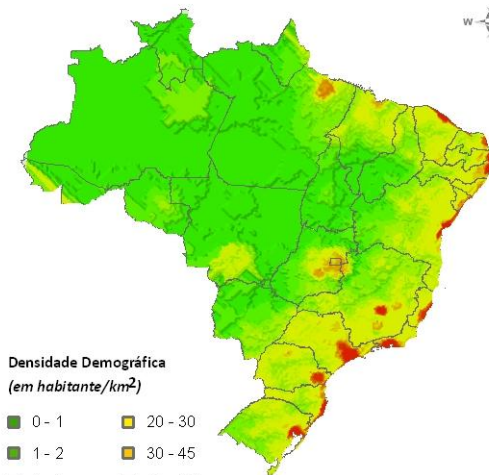 W
Densidade Demográfica
(em habitante/km²)
0 - 1
20 - 30
1 - 2
30 - 45